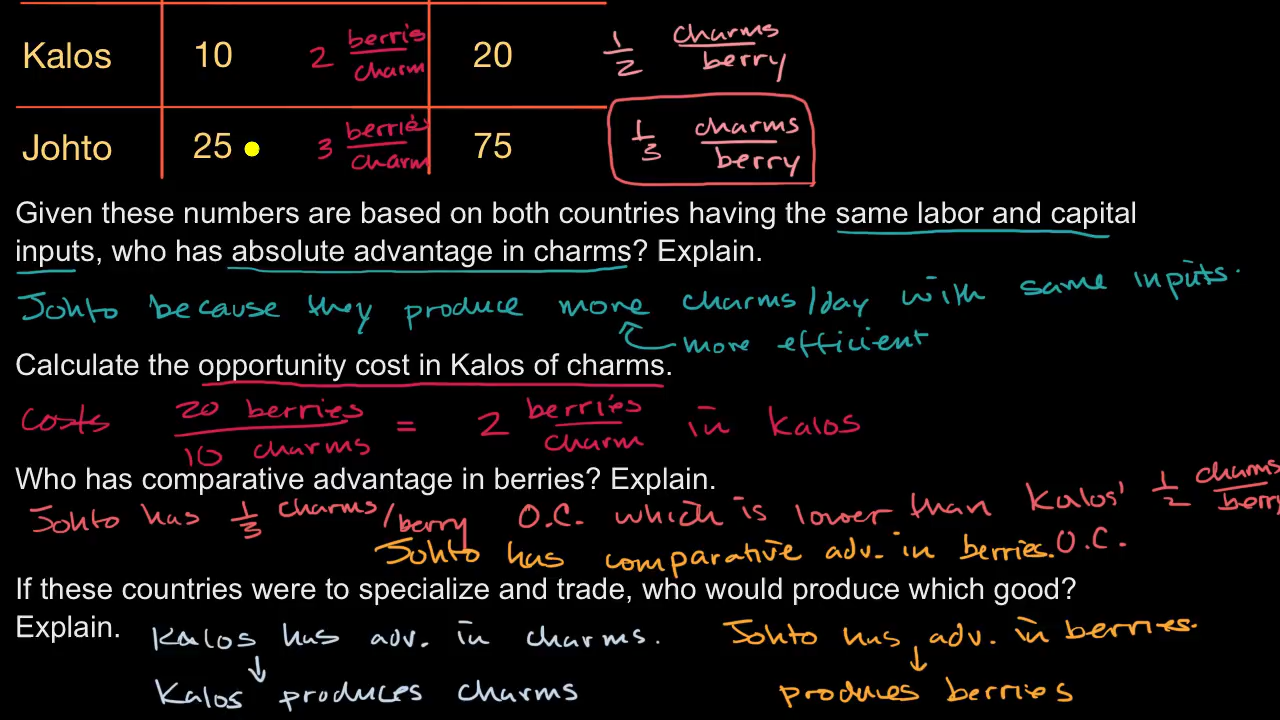 Kalos 10 2 berries/charm 20 1/2 charms/berry
Johto 25 3 berries/charm 75 1/3 charms/berry
Given these numbers are based on both countries having the same labor and capital
inputs, who has absolute advantage in charms? Explain.
Johto because they produce more charms/day with same inputs.
more efficient
Calculate the opportunity cost in Kalos of charms.
costs 20 berries/10 charms = 2 berries/charm in Kalos
Who has comparative advantage in berries? Explain.
Johto has 1/3 charms/berry O.C. which is lower than Kalos' 1/2 charms/berry
O.C.
Johto has comparative adv. in berries.
If these countries were to specialize and trade, who would produce which good?
Explain.
Kalos has adv. in charms. Johto has adv. in berries.
Kalos produces charms produces berries